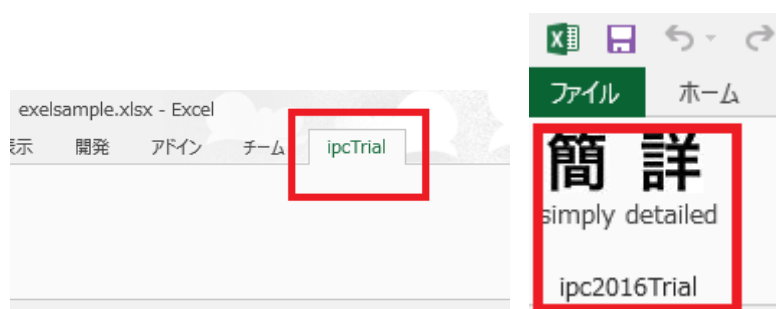 exelsample.xlsx - Excel
表示 開発 アドイン チーム ipcTrial
ファイル ホーム
簡 詳
simply detailed
ipc2016Trial